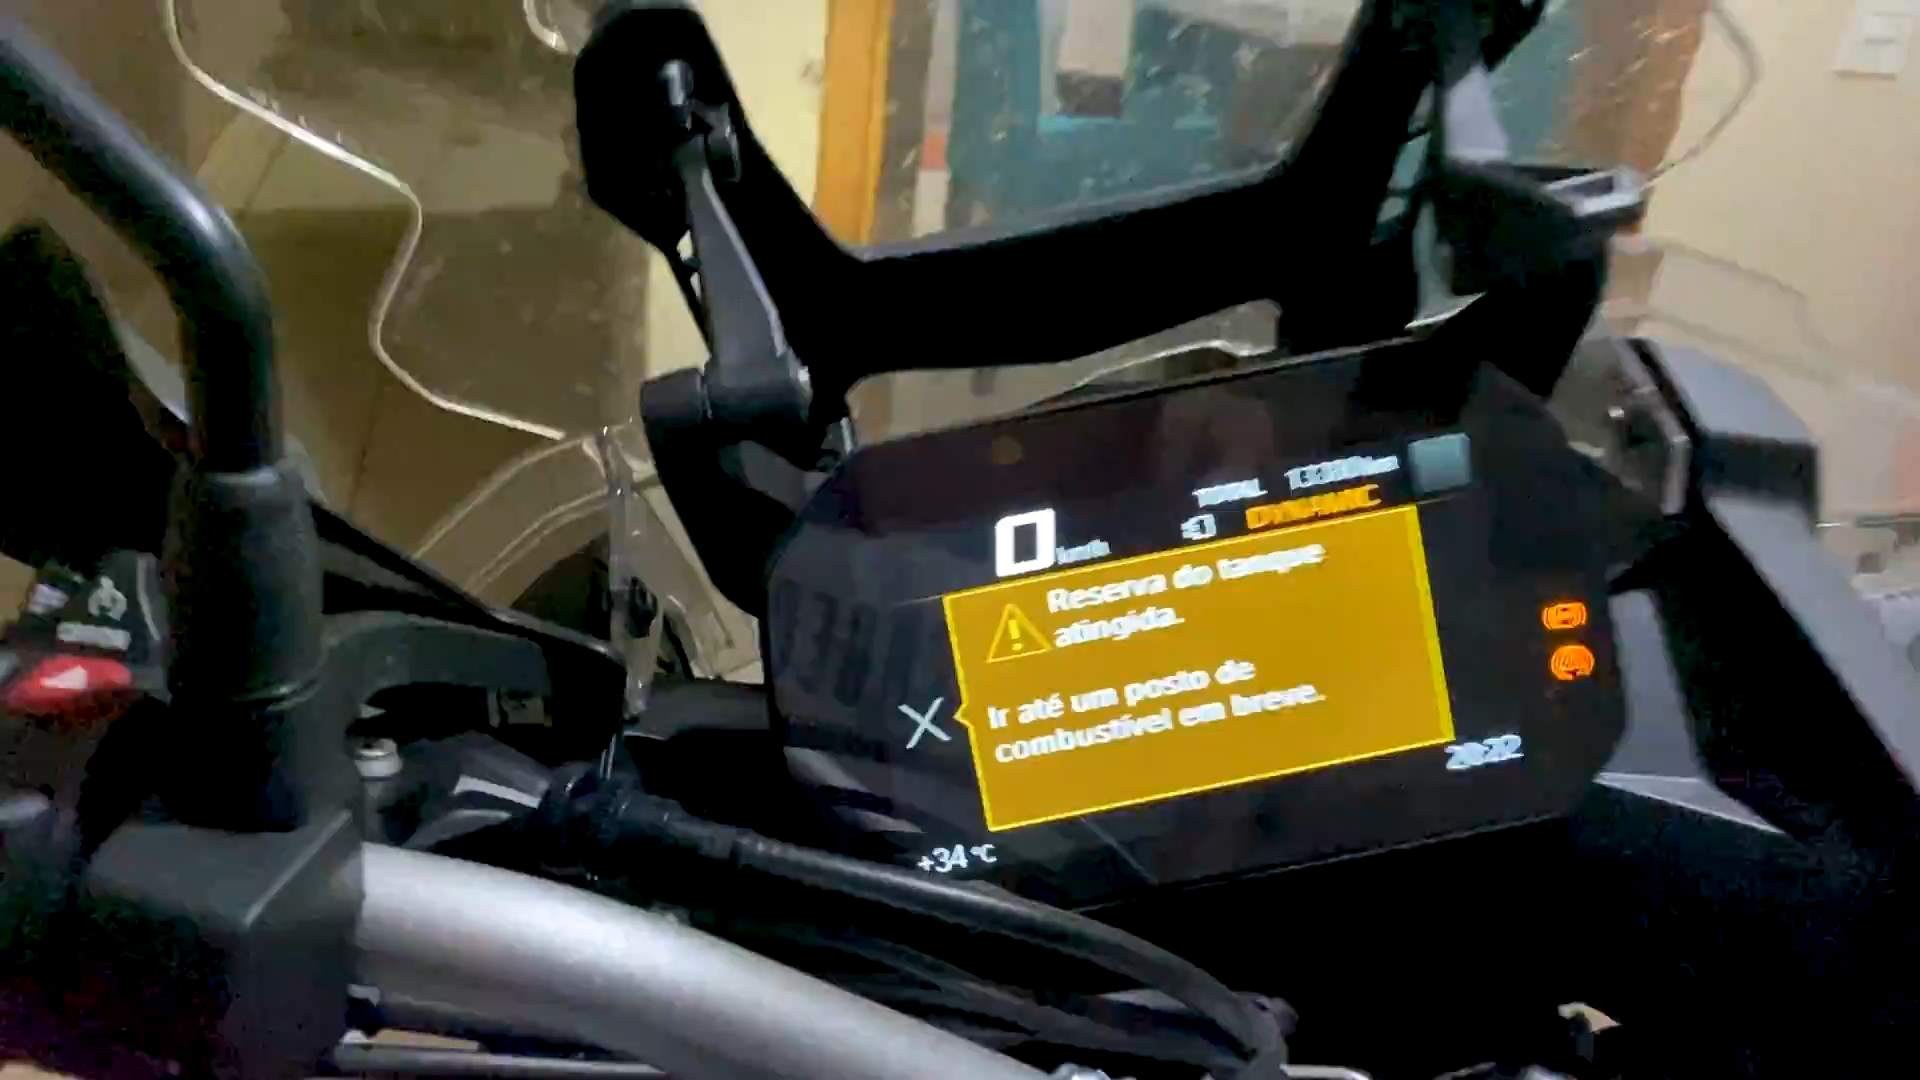 TOTAL
0 km/h
DYNAMIC
Reserva do tanque
atingida.
Ir até um posto de
combustível em breve.
X
20:22
+34 °C